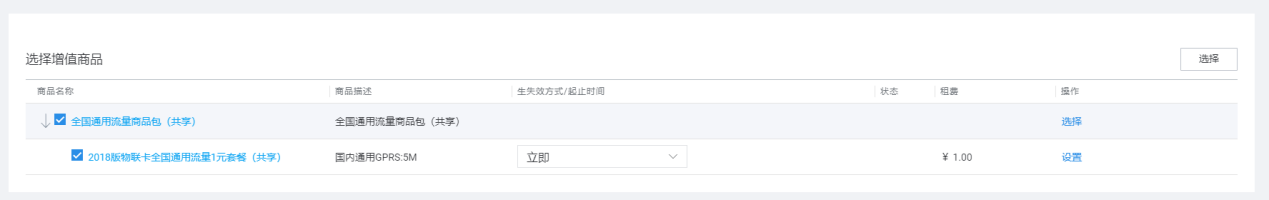 选择增值商品 选择
商品名称 商品描述 生失效方式/起止时间 状态 租费 操作
全国通用流量商品包（共享） 全国通用流量商品包（共享） 选择
2018版物联卡全国通用流量1元套餐（共享） 国内通用GPRS:5M 立即 ¥ 1.00 设置